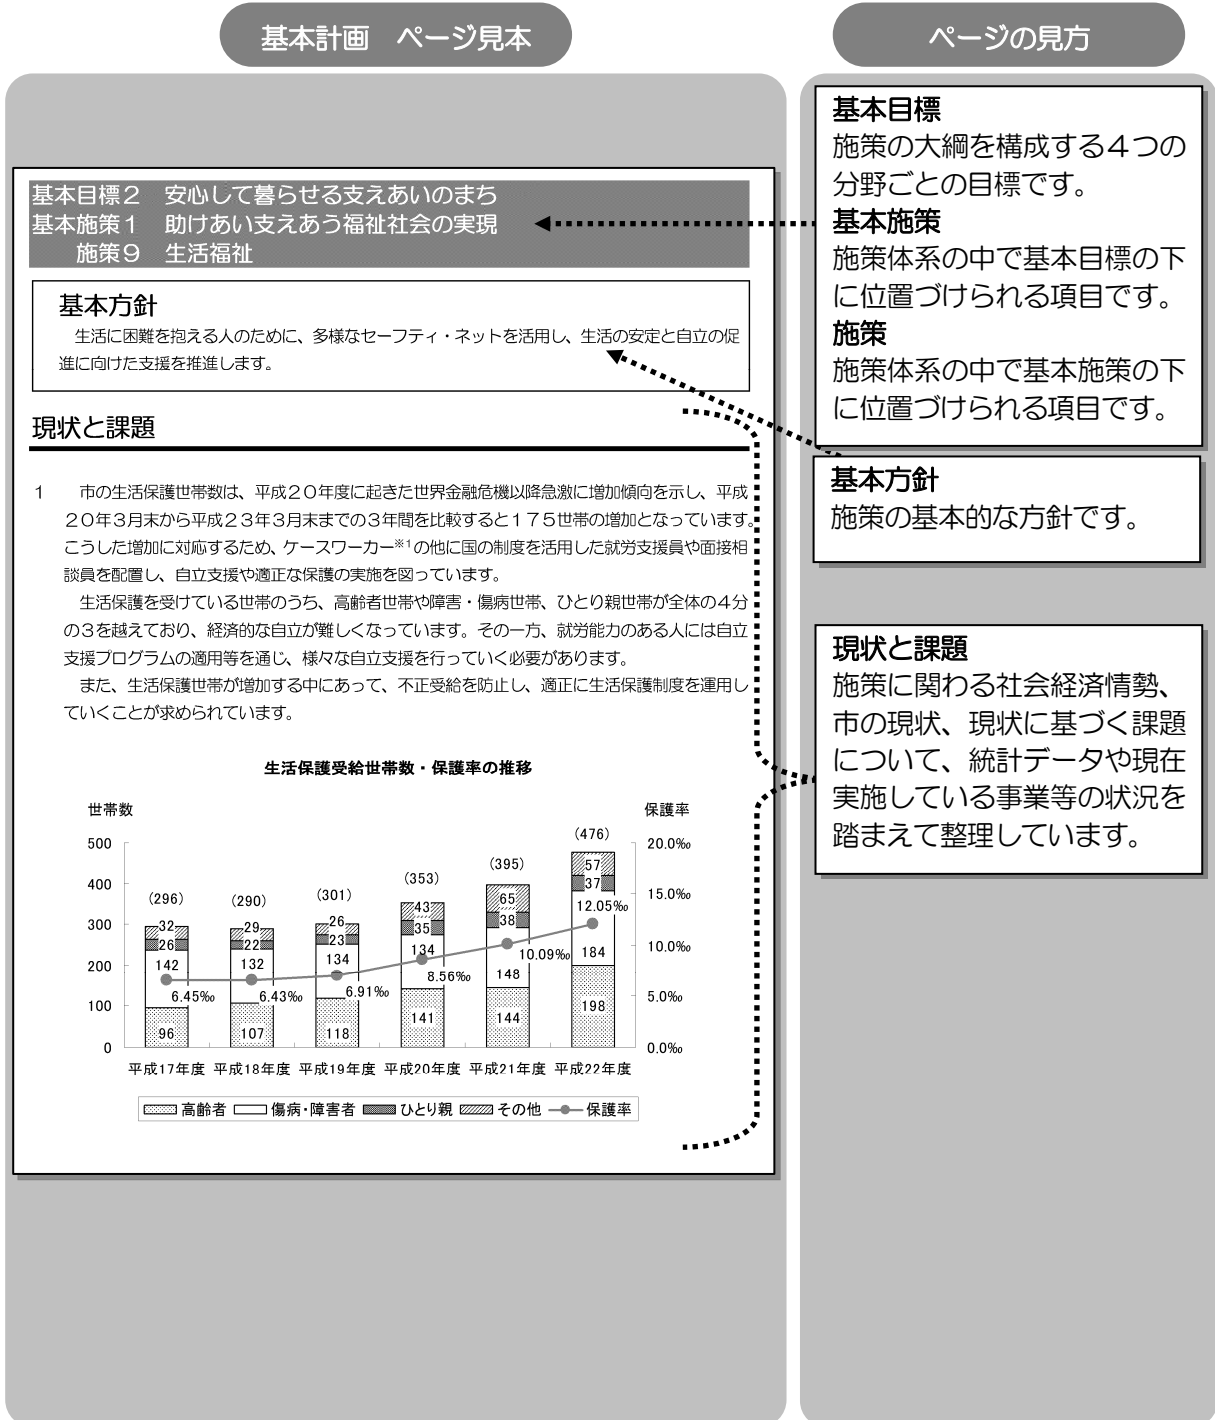 基本計画　ページ見本
ページの見方
基本目標２　安心して暮らせる支えあいのまち
基本施策１　助けあい支えあう福祉社会の実現
施策９　生活福祉
基本方針
生活に困難を抱える人のために、多様なセーフティ・ネットを活用し、生活の安定と自立の促
進に向けた支援を推進します。
現状と課題
１　市の生活保護世帯数は、平成２０年度に起きた世界金融危機以降急激に増加傾向を示し、平成
２０年３月末から平成２３年３月末までの３年間を比較すると１７５世帯の増加となっています。
こうした増加に対応するため、ケースワーカー※1の他に国の制度を活用した就労支援員や面接相
談員を配置し、自立支援や適正な保護の実施を図っています。
生活保護を受けている世帯のうち、高齢者世帯や障害・傷病世帯、ひとり親世帯が全体の４分
の３を越えており、経済的な自立が難しくなっています。その一方、就労能力のある人には自立
支援プログラムの適用等を通じ、様々な自立支援を行っていく必要があります。
また、生活保護世帯が増加する中にあって、不正受給を防止し、適正に生活保護制度を運用し
ていくことが求められています。
生活保護受給世帯数・保護率の推移
世帯数
保護率
500
400
300
200
100
0
20.0‰
15.0‰
10.0‰
5.0‰
0.0‰
(296)
32
26
142
6.45‰
96
(290)
29
22
132
6.43‰
107
(301)
26
23
134
6.91‰
118
(353)
43
35
134
8.56‰
141
(395)
65
38
10.09‰
148
144
(476)
57
37
12.05‰
184
198
平成17年度 平成18年度 平成19年度 平成20年度 平成21年度 平成22年度
高齢者 傷病・障害者 ひとり親 その他 保護率
基本目標
施策の大綱を構成する４つの
分野ごとの目標です。
基本施策
施策体系の中で基本目標の下
に位置づけられる項目です。
施策
施策体系の中で基本施策の下
に位置づけられる項目です。
基本方針
施策の基本的な方針です。
現状と課題
施策に関わる社会経済情勢、
市の現状、現状に基づく課題
について、統計データや現在
実施している事業等の状況を
踏まえて整理しています。